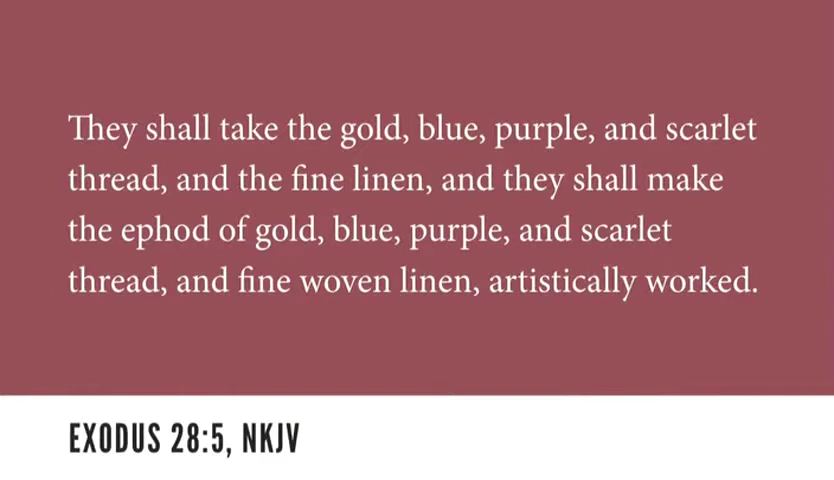 They shall take the gold, blue, purple, and scarlet
thread, and the fine linen, and they shall make
the ephod of gold, blue, purple, and scarlet
thread, and fine woven linen, artistically worked.
EXODUS 28:5, NKJV